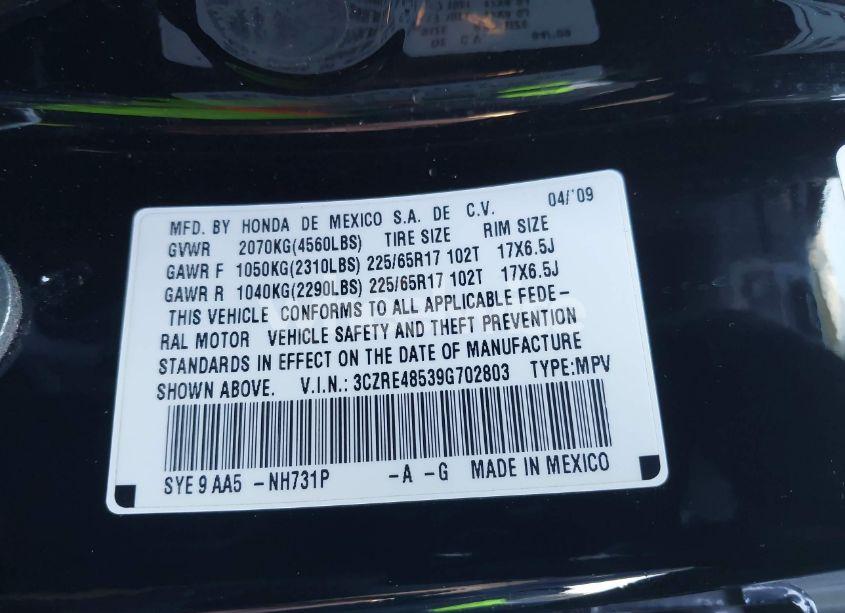 MFD. BY HONDA DE MEXICO S.A. DE C.V. 04/'09
GVWR 2070KG(4560LBS) TIRE SIZE RIM SIZE
GAWR F 1050KG(2310LBS) 225/65R17 102T 17X6.5J
GAWR R 1040KG(2290LBS) 225/65R17 102T 17X6.5J
THIS VEHICLE CONFORMS TO ALL APPLICABLE FEDE-
RAL MOTOR VEHICLE SAFETY AND THEFT PREVENTION
STANDARDS IN EFFECT ON THE DATE OF MANUFACTURE
SHOWN ABOVE. V.I.N.: 3CZRE48539G702803 TYPE:MPV
SYE 9 AA5 -NH731P -A -G MADE IN MEXICO